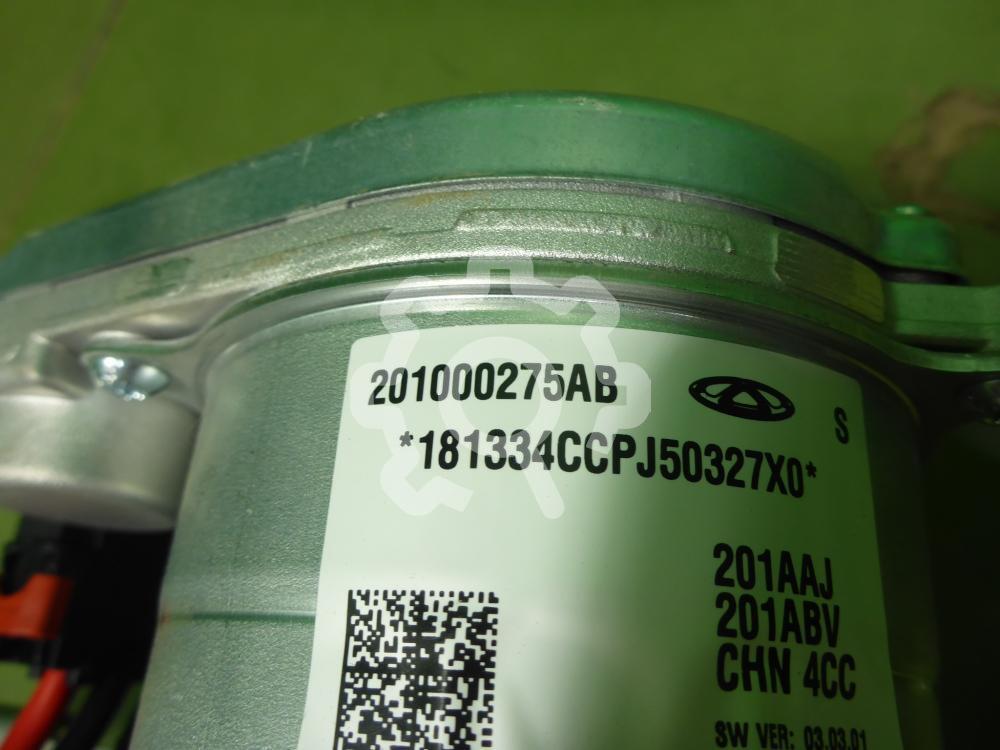 201000275AB
S
*181334CCPJ50327X0*
201AAJ
201ABV
CHN 4CC
SW VER: 03.03.01